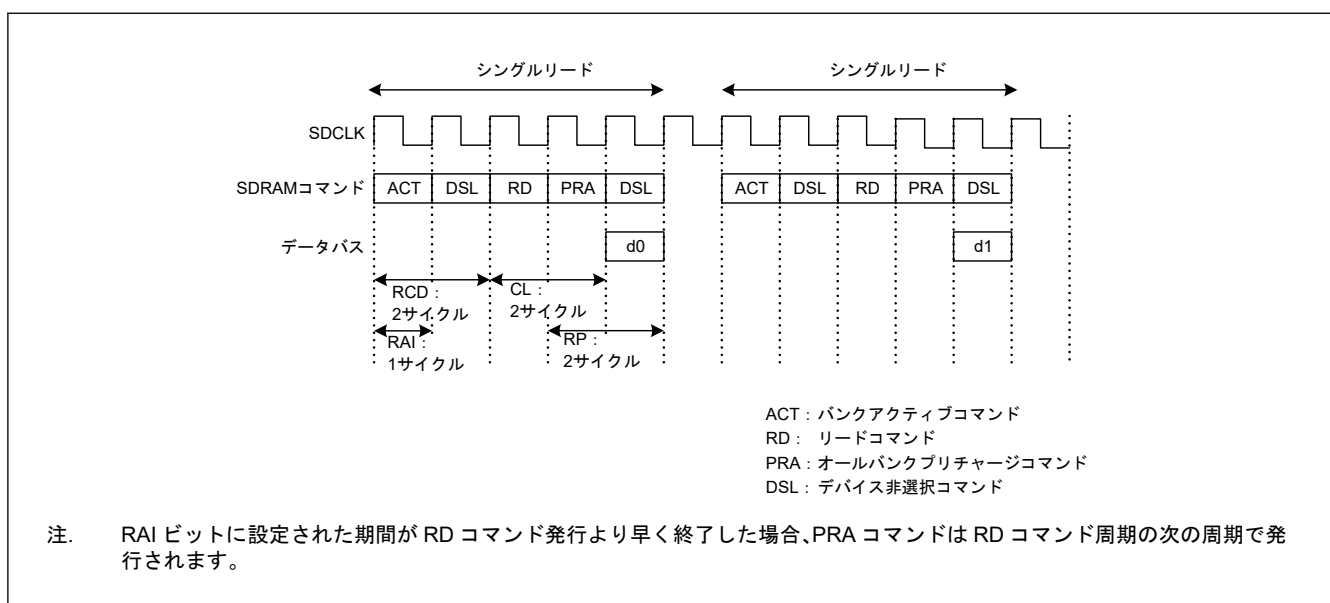 シングルリード
シングルリード
SDCLK
SDRAMコマンド ACT DSL RD PRA DSL ACT DSL RD PRA DSL
データバス d0 d1
RCD：
2サイクル
CL：
2サイクル
RAI：
1サイクル
RP：
2サイクル
ACT：バンクアクティブコマンド
RD： リードコマンド
PRA：オールバンクプリチャージコマンド
DSL：デバイス非選択コマンド
注. RAI ビットに設定された期間が RD コマンド発行より早く終了した場合、PRA コマンドは RD コマンド周期の次の周期で発
行されます。